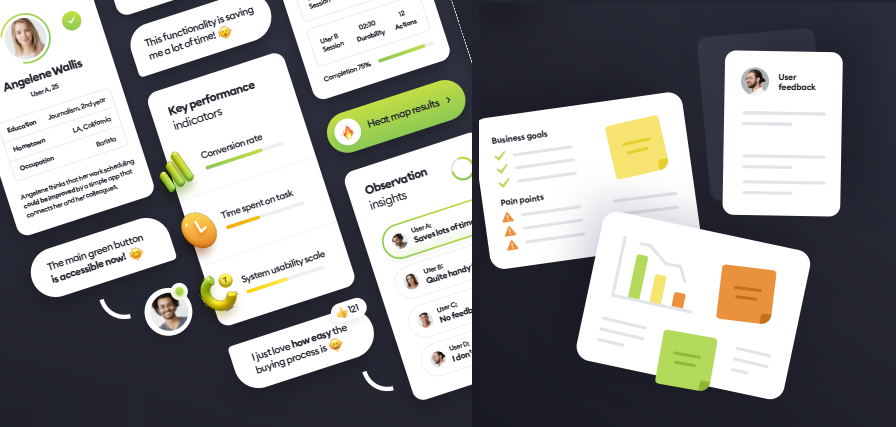 Angelene Wallis
User A, 25
Education Journalism, 2nd year
Hometown LA, California
Occupation Barista
Angelene thinks that her work scheduling
could be improved by a simple app that
connects her and her colleagues.
The main green button
is accessible now!
This functionality is saving
me a lot of time!
Key performance
indicators
Conversion rate
Time spent on task
System usability scale
I just love how easy the
buying process is
121
Session
User B
Session
02:30
Durability
12
Actions
Completion 75%
Heat map results
Observation
insights
User A:
Saves lots of time
User B:
Quite handy
User C:
No feedb
User D:
I don'
Business goals
Pain points
User
feedback